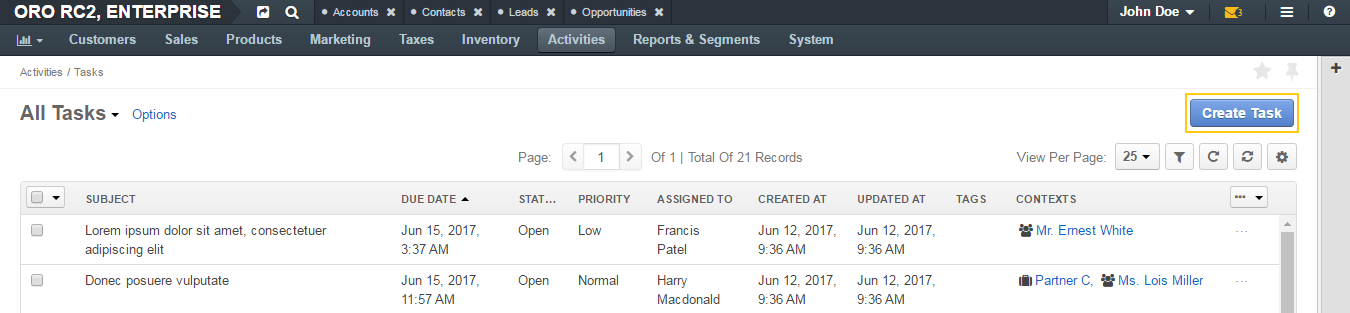 ORO RC2, ENTERPRISE
• Accounts ✖ • Contacts ✖ • Leads ✖ • Opportunities ✖
John Doe
3
Customers Sales Products Marketing Taxes Inventory Activities Reports & Segments System
Activities / Tasks
All Tasks Options
Create Task
Page: 1 Of 1 | Total Of 21 Records View Per Page: 25
SUBJECT DUE DATE STAT... PRIORITY ASSIGNED TO CREATED AT UPDATED AT TAGS CONTEXTS
Lorem ipsum dolor sit amet, consectetuer Jun 15, 2017, Open Low Francis Jun 12, 2017, Jun 12, 2017, Mr. Ernest White ...
adipiscing elit 3:37 AM Patel 9:36 AM 9:36 AM
Donec posuere vulputate Jun 15, 2017, Open Normal Harry Jun 12, 2017, Jun 12, 2017, Partner C, Ms. Lois Miller ...
11:57 AM Macdonald 9:36 AM 9:36 AM